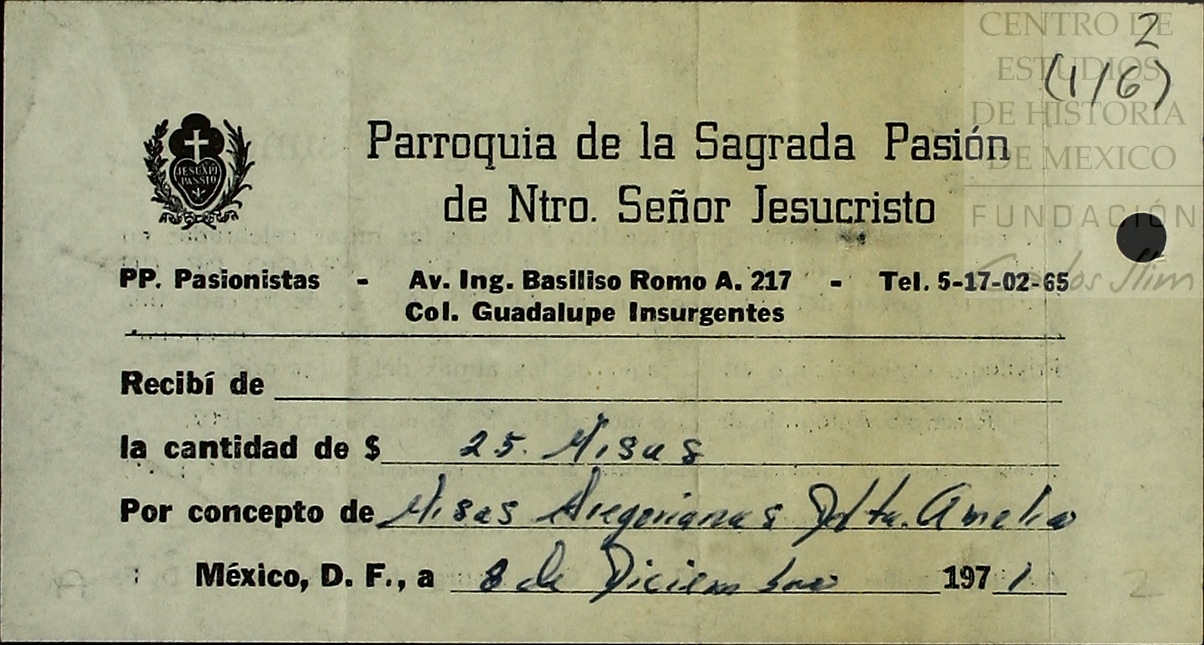 CENTRO DE
ESTUDIOS
DE HISTORIA
DE MEXICO
FUNDACIÓN
Carlos Slim
2
(1/6)
JESU XPI
PASSIO
Parroquia de la Sagrada Pasión
de Ntro. Señor Jesucristo
PP. Pasionistas - Av. Ing. Basiliso Romo A. 217 - Tel. 5-17-02-65
Col. Guadalupe Insurgentes
Recibí de
la cantidad de $ 25. Misas
Por concepto de Misas Gregorianas Dfta. Amelia
México, D. F., a 8 de Diciembre 1971
2